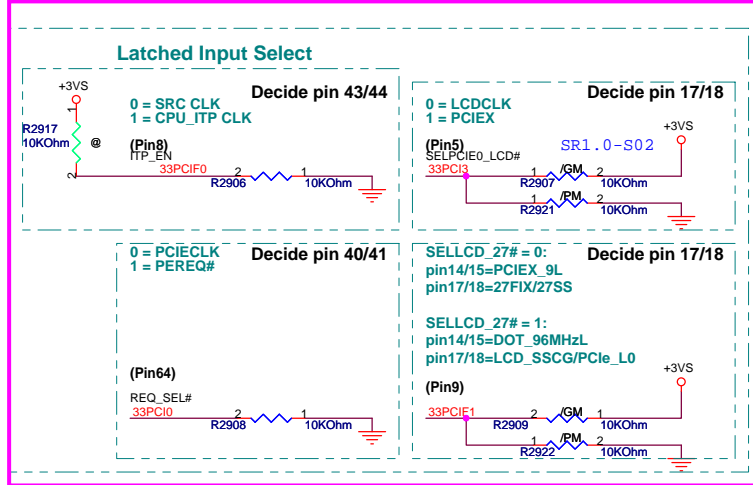 Latched Input Select
+3VS
1
R2917
10KOhm
@
2
0 = SRC CLK
1 = CPU_ITP CLK
Decide pin 43/44
(Pin8)
ITP_EN
33PCIF0
2
1
R2906
10KOhm
Decide pin 17/18
0 = LCDCLK
1 = PCIEX
+3VS
(Pin5)
SR1.0-S02
SELPCIE0_LCD#
33PCI3
1
/GM
2
R2907
10KOhm
1
/PM
2
R2921
10KOhm
0 = PCIECLK
1 = PEREQ#
Decide pin 40/41
(Pin64)
REQ_SEL#
33PCI0
2
1
R2908
10KOhm
SELLCD_27# = 0:
Decide pin 17/18
pin14/15=PCIEX_9L
pin17/18=27FIX/27SS
SELLCD_27# = 1:
pin14/15=DOT_96MHzL
pin17/18=LCD_SSCG/PCIe_L0
+3VS
(Pin9)
33PCIF1
2
/GM
1
R2909
10KOhm
1
/PM
2
R2922
10KOhm